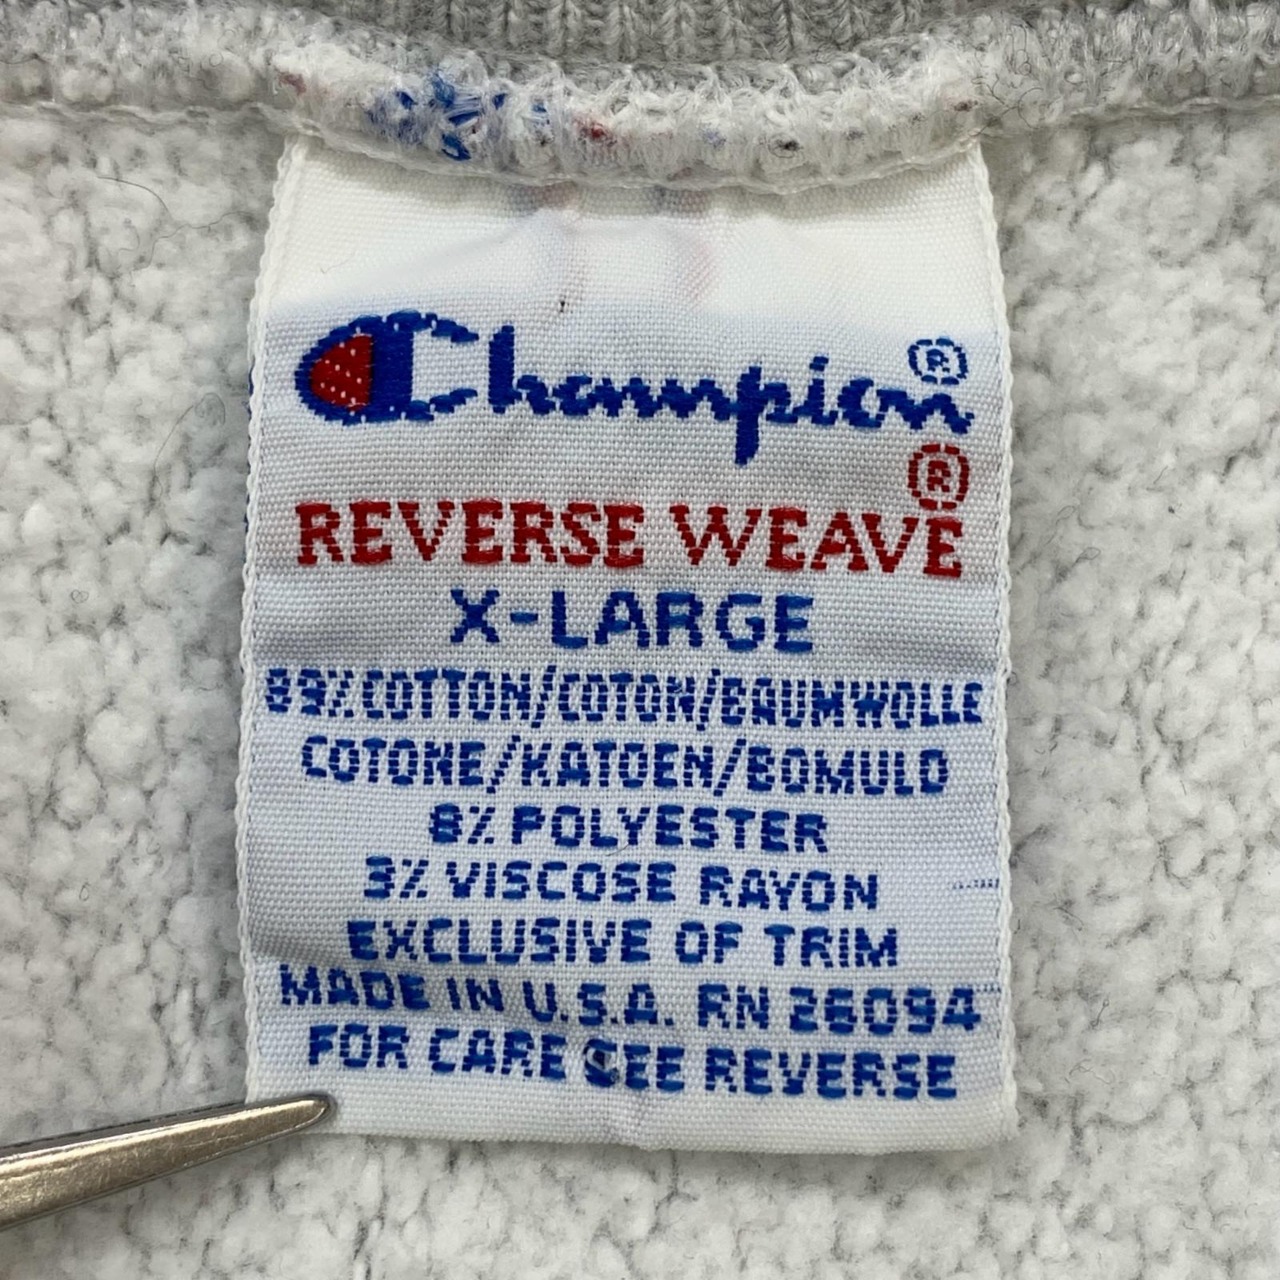 Champion®
®
REVERSE WEAVE
X-LARGE
89% COTTON/COTON/BAUMWOLLE
COTONE/KATOEN/BOMULD
8% POLYESTER
3% VISCOSE RAYON
EXCLUSIVE OF TRIM
MADE IN U.S.A. RN 26094
FOR CARE SEE REVERSE